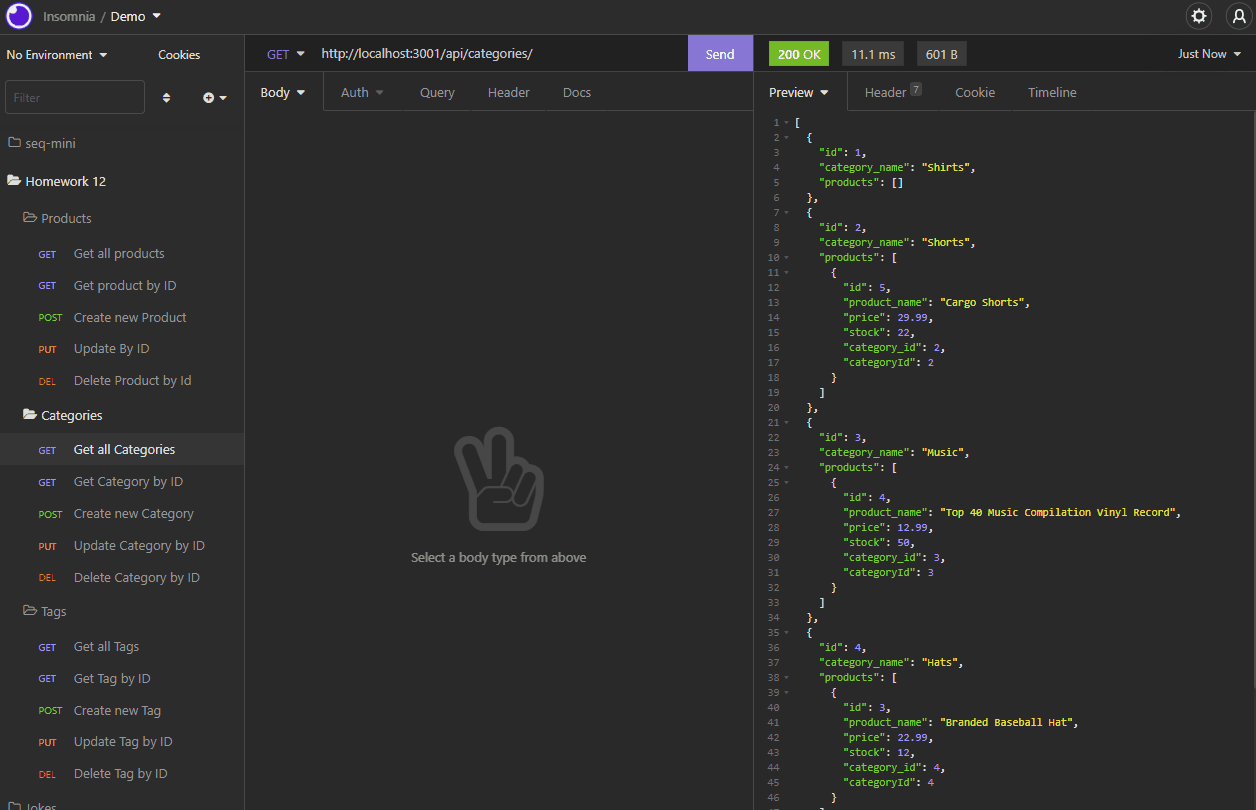 Insomnia / Demo
No Environment
Cookies
Filter
seq-mini
Homework 12
Products
GET Get all products
GET Get product by ID
POST Create new Product
PUT Update By ID
DEL Delete Product by Id
Categories
GET Get all Categories
GET Get Category by ID
POST Create new Category
PUT Update Category by ID
DEL Delete Category by ID
Tags
GET Get all Tags
GET Get Tag by ID
POST Create new Tag
PUT Update Tag by ID
DEL Delete Tag by ID
Jokes
GET http://localhost:3001/api/categories/ Send
Body Auth Query Header Docs
Select a body type from above
200 OK 11.1 ms 601 B Just Now
Preview Header 7 Cookie Timeline
1 [
2 {
3 "id": 1,
4 "category_name": "Shirts",
5 "products": []
6 },
7 {
8 "id": 2,
9 "category_name": "Shorts",
10 "products": [
11 {
12 "id": 5,
13 "product_name": "Cargo Shorts",
14 "price": 29.99,
15 "stock": 22,
16 "category_id": 2,
17 "categoryId": 2
18 }
19 ]
20 },
21 {
22 "id": 3,
23 "category_name": "Music",
24 "products": [
25 {
26 "id": 4,
27 "product_name": "Top 40 Music Compilation Vinyl Record",
28 "price": 12.99,
29 "stock": 50,
30 "category_id": 3,
31 "categoryId": 3
32 }
33 ]
34 },
35 {
36 "id": 4,
37 "category_name": "Hats",
38 "products": [
39 {
40 "id": 3,
41 "product_name": "Branded Baseball Hat",
42 "price": 22.99,
43 "stock": 12,
44 "category_id": 4,
45 "categoryId": 4
46 }